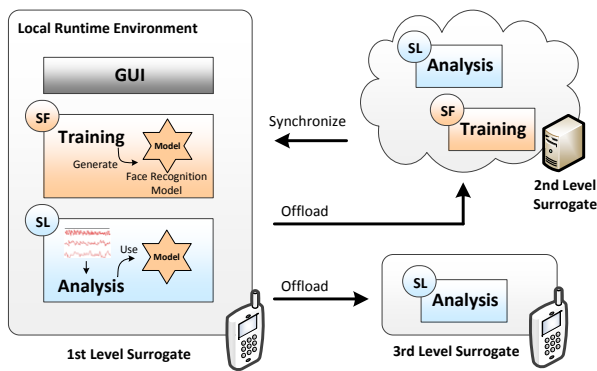 Local Runtime Environment
GUI
SF
Training
Generate
Model
Face Recognition
Model
SL
Use
Model
Analysis
1st Level Surrogate
Synchronize
Offload
Offload
SL
Analysis
SF
Training
2nd Level
Surrogate
SL
Analysis
3rd Level Surrogate